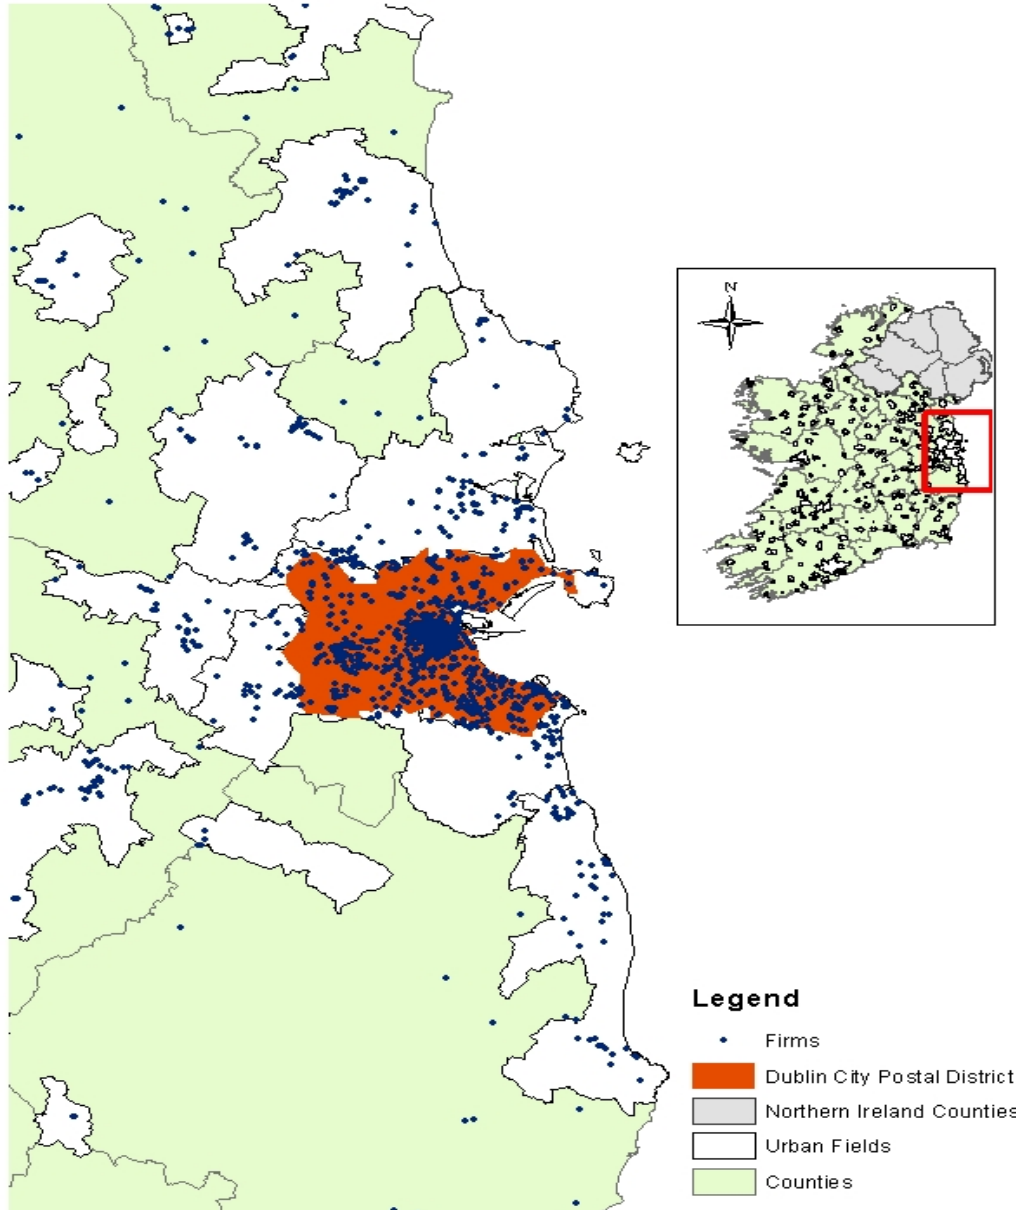 N
Legend
Firms
Dublin City Postal District
Northern Ireland Counties
Urban Fields
Counties